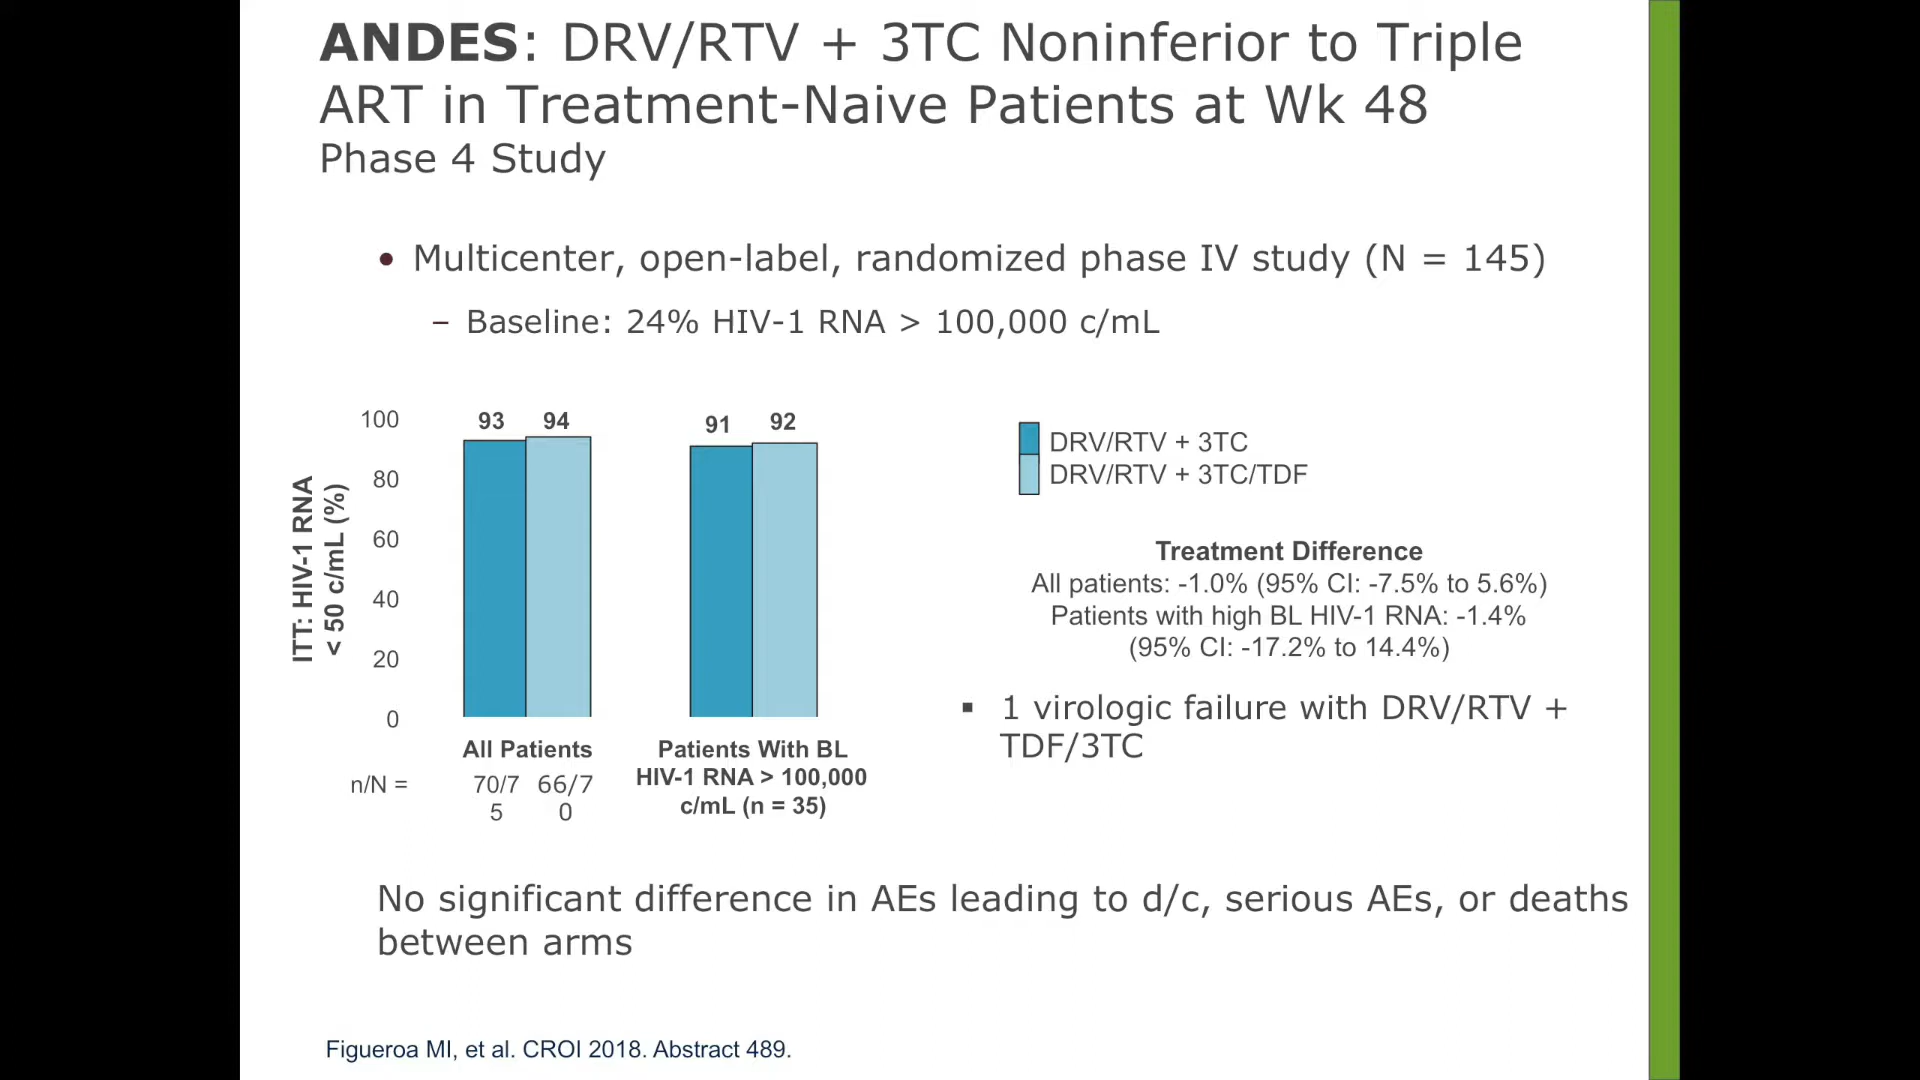 ANDES: DRV/RTV + 3TC Noninferior to Triple
ART in Treatment-Naive Patients at Wk 48
Phase 4 Study
• Multicenter, open-label, randomized phase IV study (N = 145)
– Baseline: 24% HIV-1 RNA > 100,000 c/mL
ITT: HIV-1 RNA
< 50 c/mL (%)
100
80
60
40
20
0
93 94
91 92
All Patients
n/N = 70/7 66/7
5 0
Patients With BL
HIV-1 RNA > 100,000
c/mL (n = 35)
DRV/RTV + 3TC
DRV/RTV + 3TC/TDF
Treatment Difference
All patients: -1.0% (95% CI: -7.5% to 5.6%)
Patients with high BL HIV-1 RNA: -1.4%
(95% CI: -17.2% to 14.4%)
▪ 1 virologic failure with DRV/RTV +
TDF/3TC
No significant difference in AEs leading to d/c, serious AEs, or deaths
between arms
Figueroa MI, et al. CROI 2018. Abstract 489.